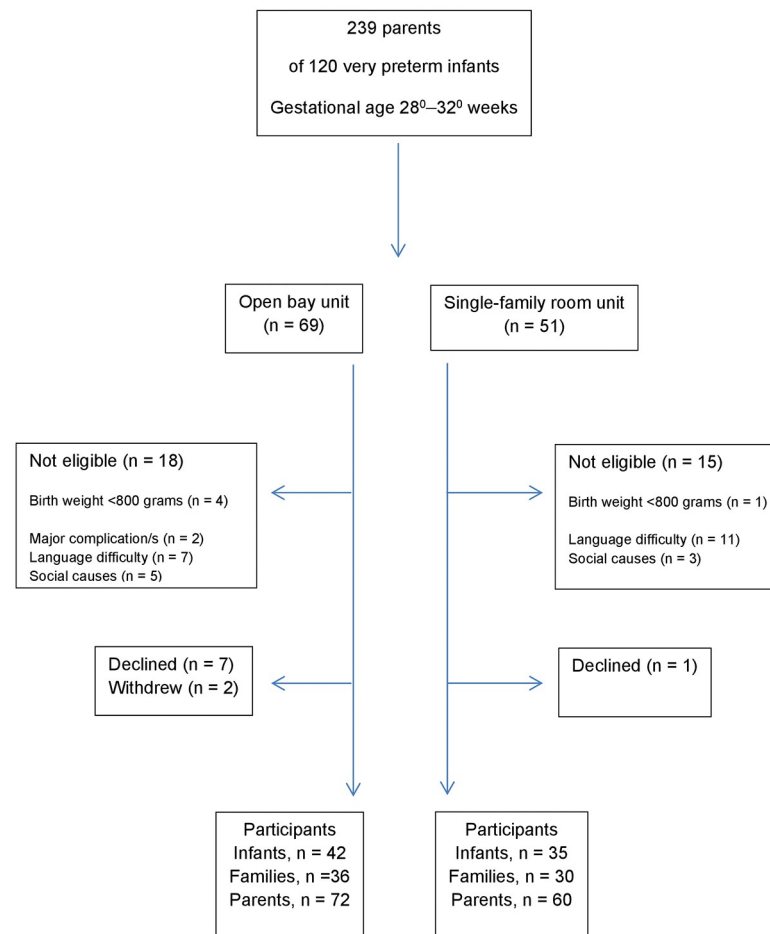 239 parents
of 120 very preterm infants
Gestational age 28⁰–32⁰ weeks
Open bay unit
(n = 69)
Single-family room unit
(n = 51)
Not eligible (n = 18)
Birth weight <800 grams (n = 4)
Major complication/s (n = 2)
Language difficulty (n = 7)
Social causes (n = 5)
Not eligible (n = 15)
Birth weight <800 grams (n = 1)
Language difficulty (n = 11)
Social causes (n = 3)
Declined (n = 7)
Withdrew (n = 2)
Declined (n = 1)
Participants
Infants, n = 42
Families, n =36
Parents, n = 72
Participants
Infants, n = 35
Families, n = 30
Parents, n = 60